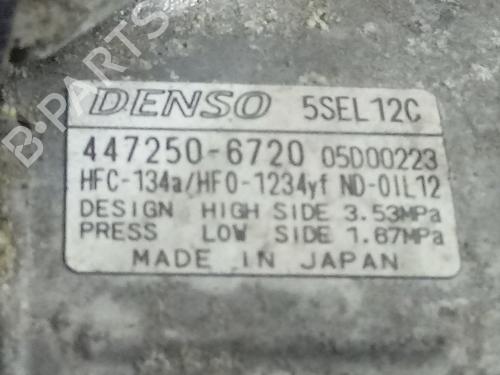 DENSO 5SEL12C
447250-6720 05D00223
HFC-134a/HFO-1234yf ND-OIL12
DESIGN HIGH SIDE 3.53MPa
PRESS LOW SIDE 1.67MPa
MADE IN JAPAN
B-PARTS